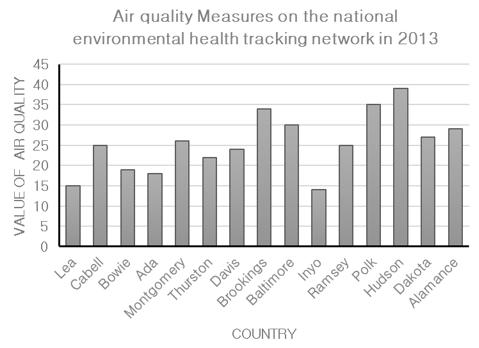 Air quality Measures on the national
environmental health tracking network in 2013
VALUE OF AIR QUALITY
45
40
35
30
25
20
15
10
5
0
Lea
Cabell
Bowie
Ada
Montgomery
Thurston
Davis
Brookings
Baltimore
Inyo
Ramsey
Polk
Hudson
Dakota
Alamance
COUNTRY